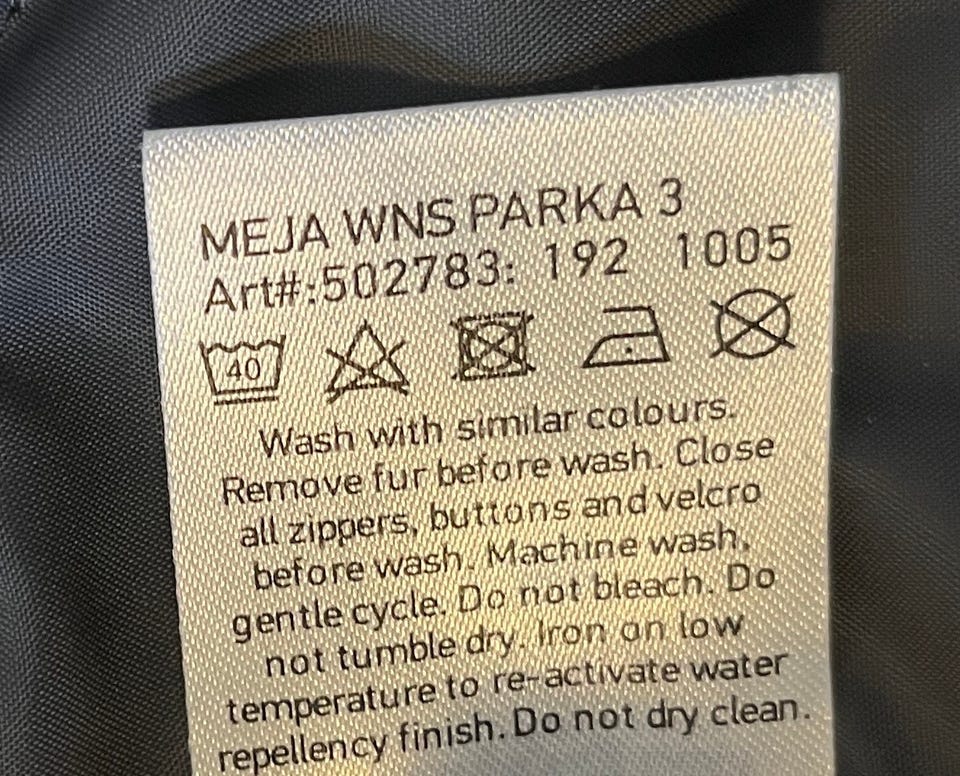 MEJA WNS PARKA 3
Art#:502783: 192 1005
40
Wash with similar colours.
Remove fur before wash. Close
all zippers, buttons and velcro
before wash. Machine wash,
gentle cycle. Do not bleach. Do
not tumble dry. Iron on low
temperature to re-activate water
repellency finish. Do not dry clean.